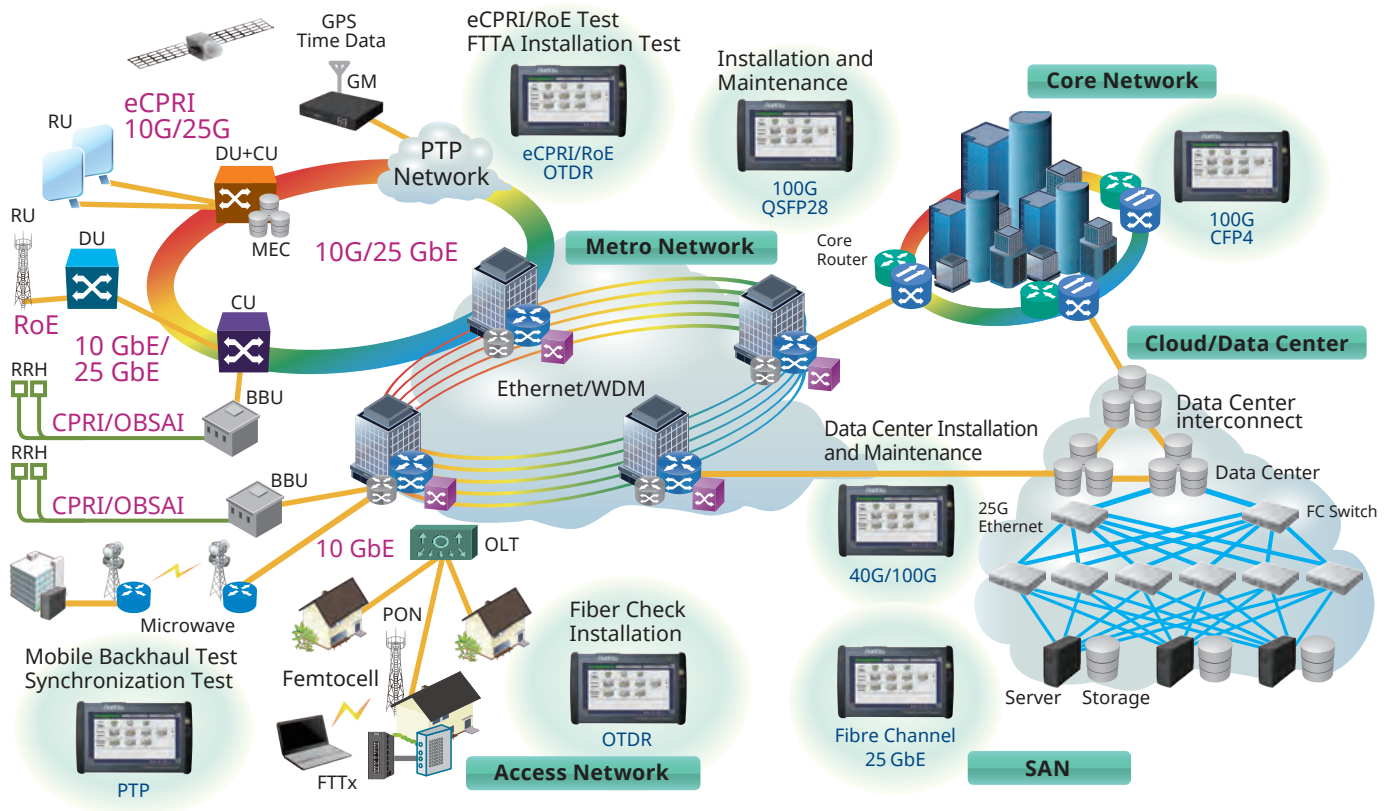 GPS
Time Data
GM
eCPRI/RoE Test
FTTA Installation Test
eCPRI/RoE
OTDR
Installation and
Maintenance
100G
QSFP28
Core Network
100G
CFP4
eCPRI
10G/25G
RU
DU+CU
MEC
PTP
Network
RU
DU
RoE
10G/25 GbE
Metro Network
Core
Router
CU
10 GbE/
25 GbE
Cloud/Data Center
RRH
BBU
CPRI/OBSAI
Ethernet/WDM
Data Center
interconnect
RRH
BBU
CPRI/OBSAI
Data Center Installation
and Maintenance
40G/100G
Data Center
25G
Ethernet
FC Switch
10 GbE
OLT
Microwave
PON
Fiber Check
Installation
OTDR
Mobile Backhaul Test
Synchronization Test
PTP
Femtocell
FTTx
Access Network
Fibre Channel
25 GbE
Server
Storage
SAN